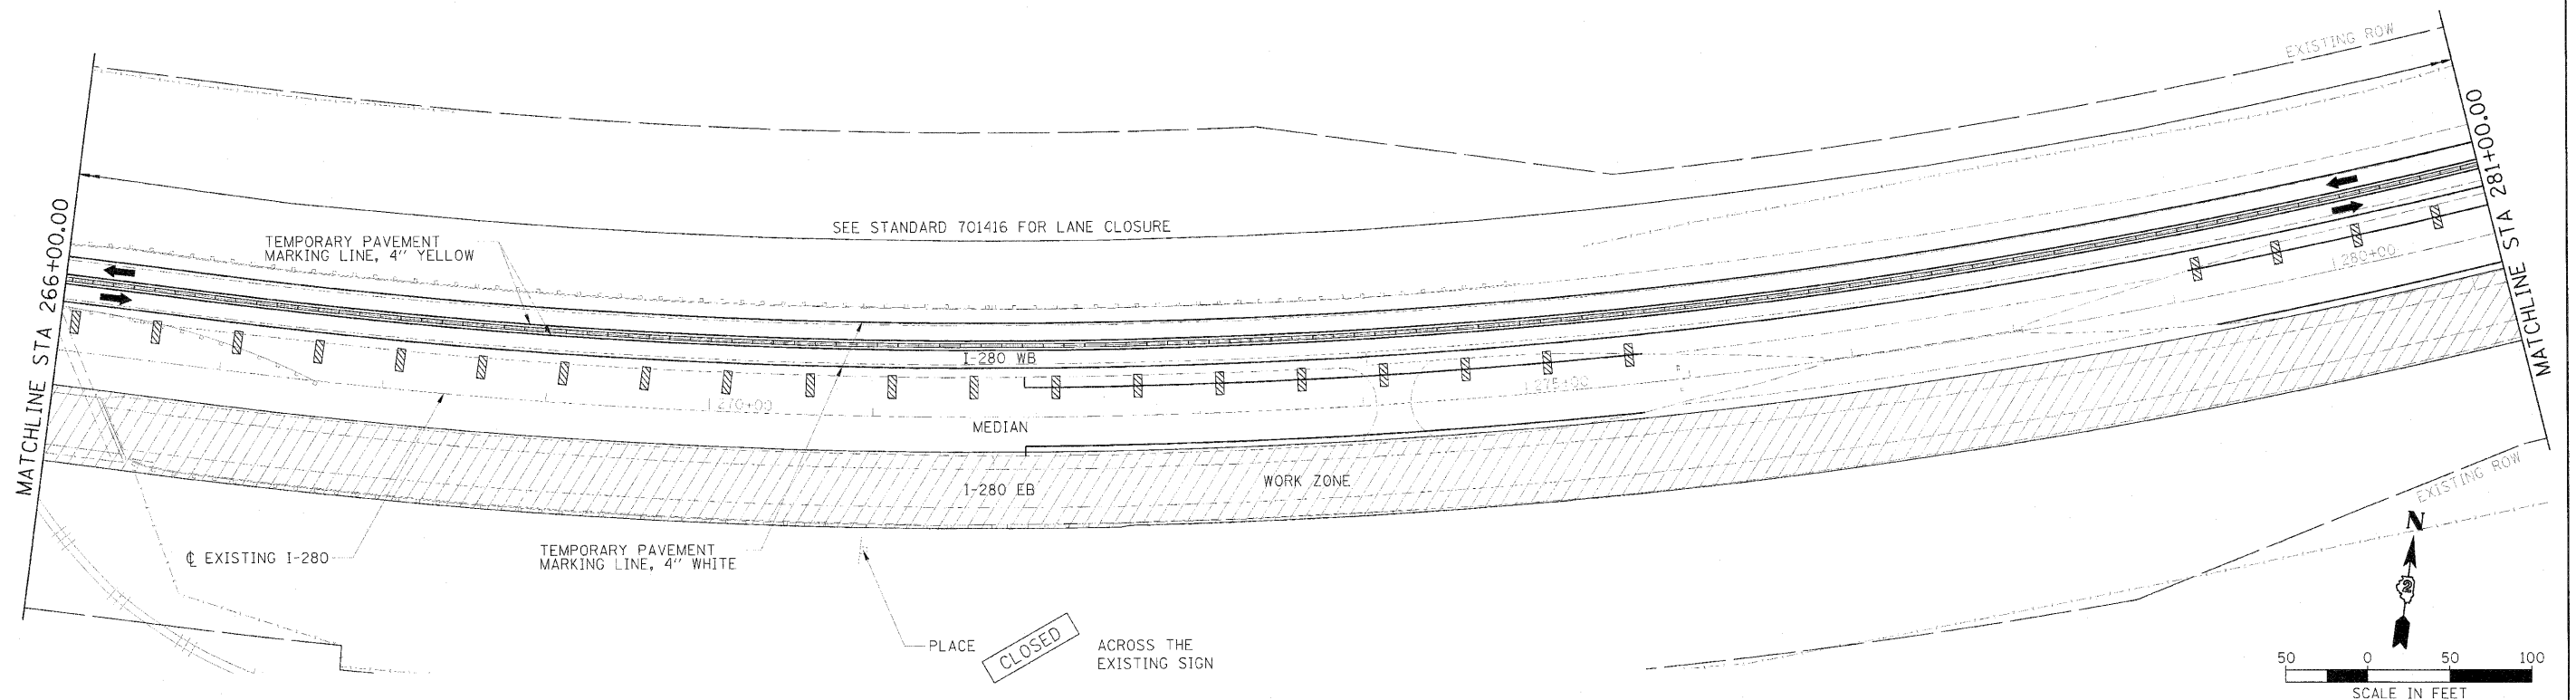 EXISTING ROW
MATCHLINE STA 266+00.00
MATCHLINE STA 281+00.00
SEE STANDARD 701416 FOR LANE CLOSURE
TEMPORARY PAVEMENT
MARKING LINE, 4" YELLOW
280+00
I-280 WB
275+00
270+00
MEDIAN
WORK ZONE
I-280 EB
EXISTING ROW
℄ EXISTING I-280
TEMPORARY PAVEMENT
MARKING LINE, 4" WHITE
N
2
PLACE CLOSED ACROSS THE
EXISTING SIGN
50 0 50 100
SCALE IN FEET